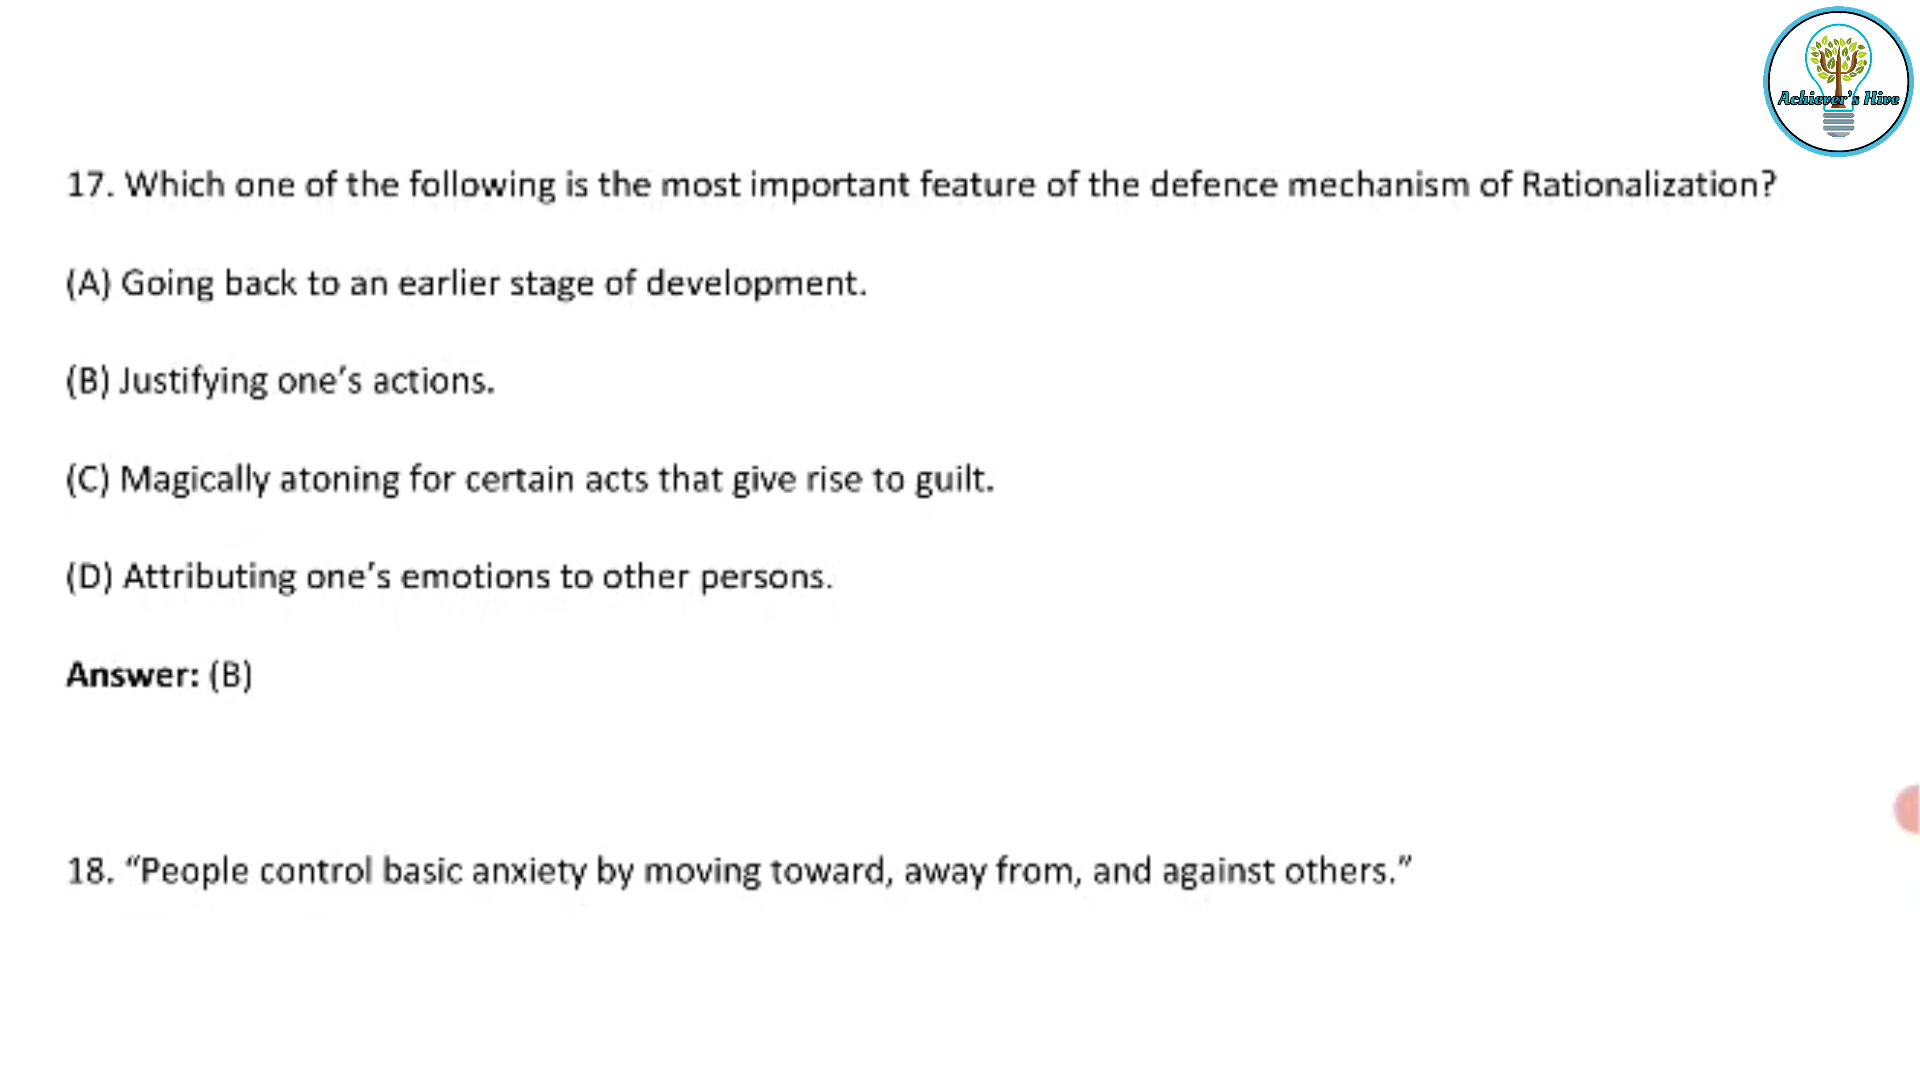 Achiever's Hive
17. Which one of the following is the most important feature of the defence mechanism of Rationalization?
(A) Going back to an earlier stage of development.
(B) Justifying one’s actions.
(C) Magically atoning for certain acts that give rise to guilt.
(D) Attributing one’s emotions to other persons.
Answer: (B)
18. “People control basic anxiety by moving toward, away from, and against others.”